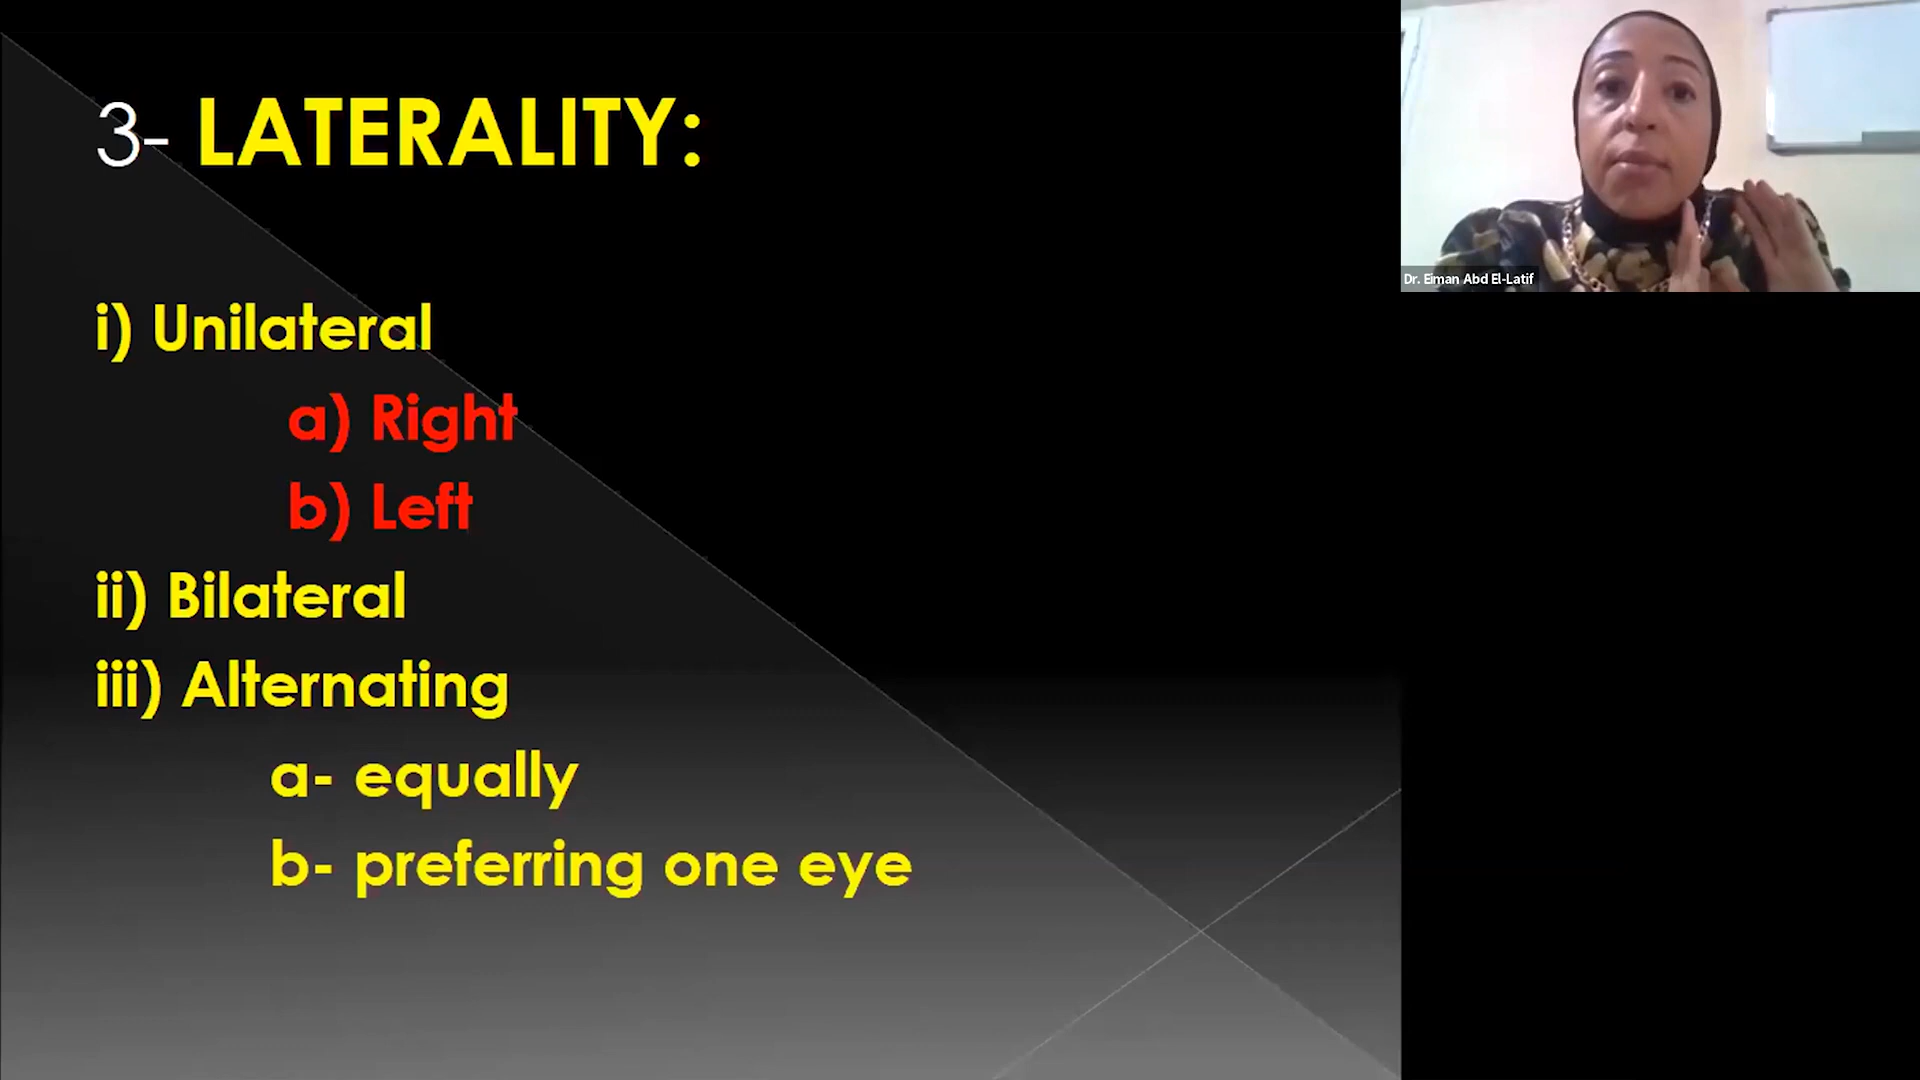 3- LATERALITY:
i) Unilateral
a) Right
b) Left
ii) Bilateral
iii) Alternating
a- equally
b- preferring one eye
Dr. Eiman Abd El-Latif